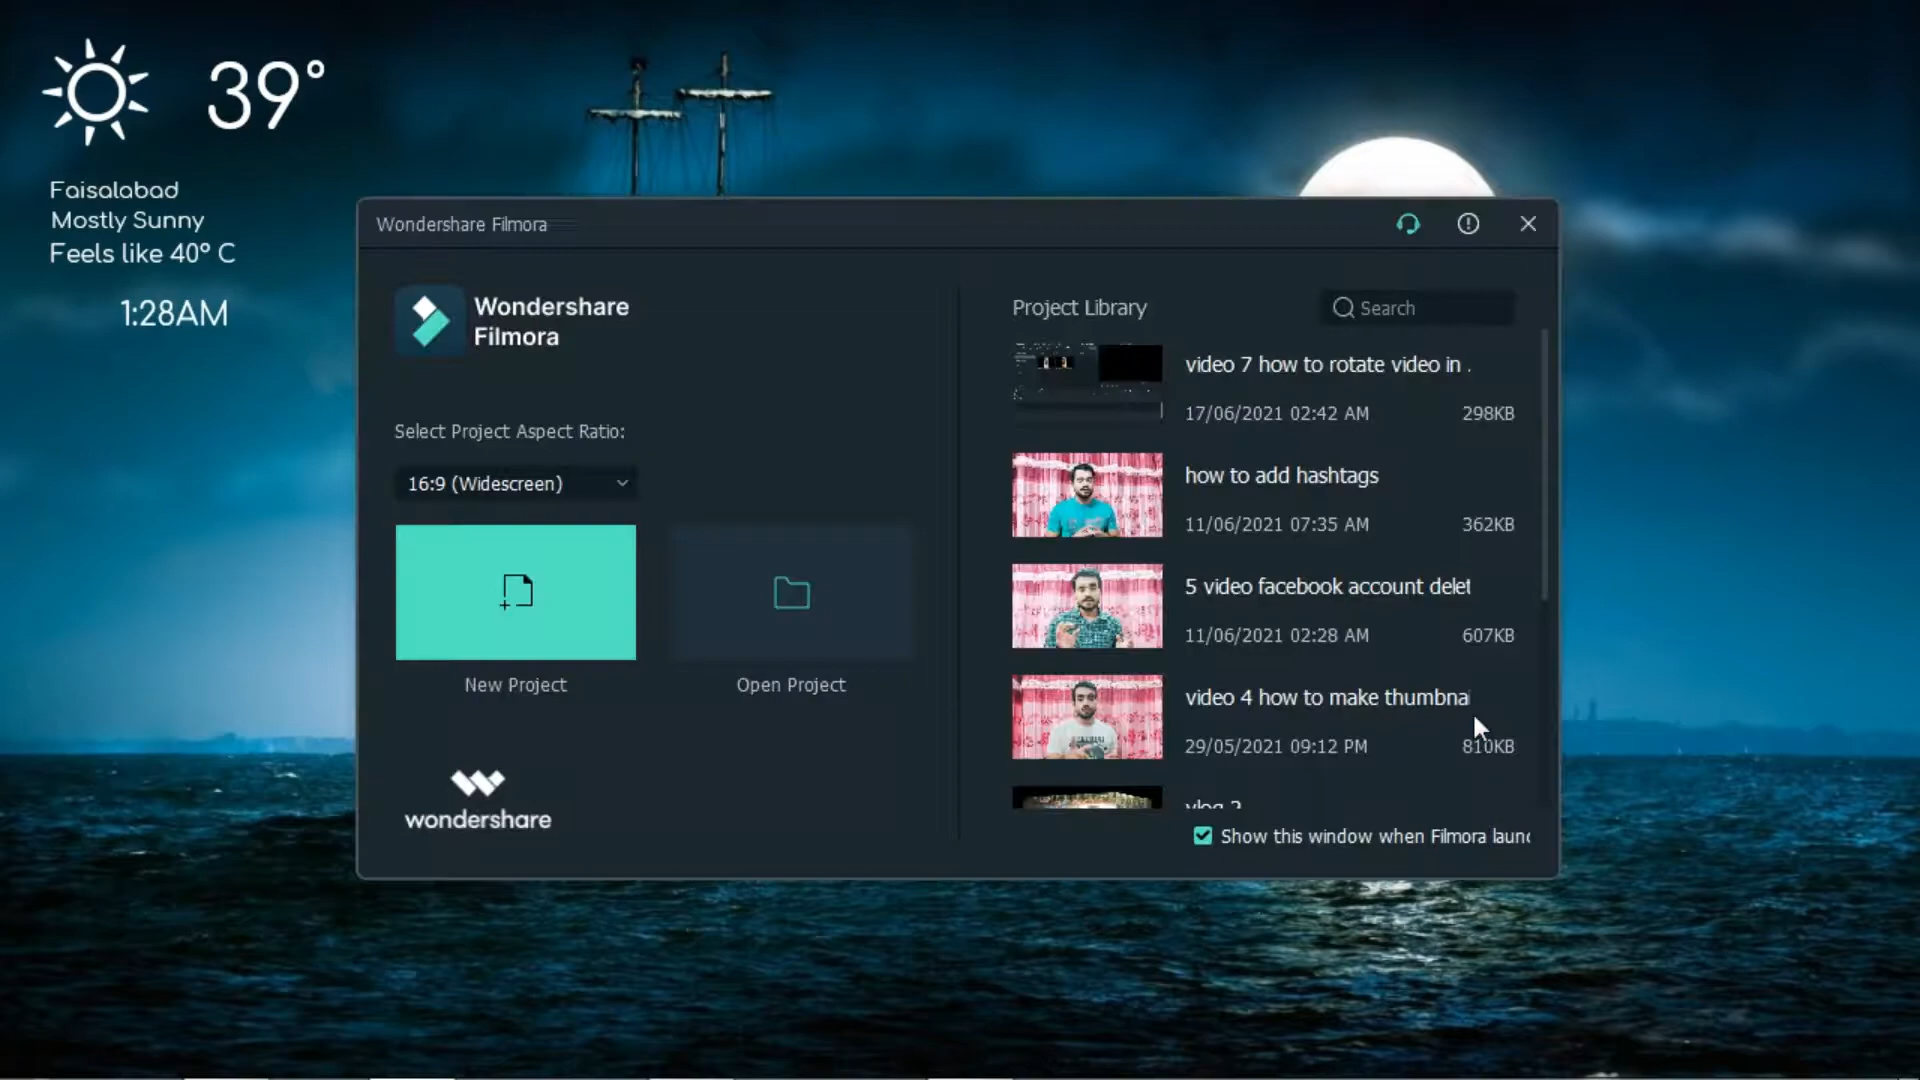 39°
Faisalabad
Mostly Sunny
Feels like 40° C
1:28AM
Wondershare Filmora
Wondershare
Filmora
Select Project Aspect Ratio:
16:9 (Widescreen)
New Project
Open Project
wondershare
Project Library
Search
video 7 how to rotate video in .
17/06/2021 02:42 AM 298KB
how to add hashtags
11/06/2021 07:35 AM 362KB
5 video facebook account delet
11/06/2021 02:28 AM 607KB
video 4 how to make thumbnai
29/05/2021 09:12 PM 810KB
vlog 2
Show this window when Filmora launc